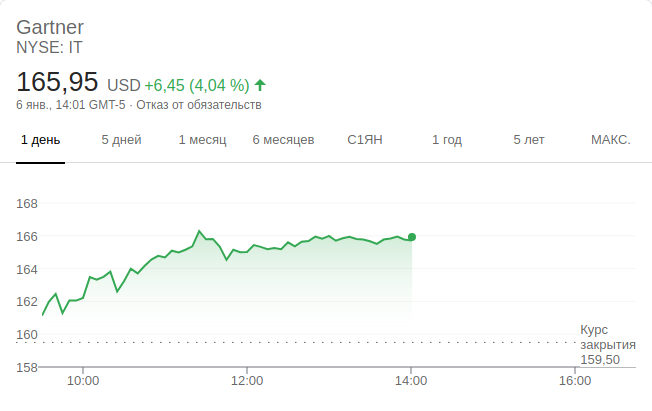 Gartner
NYSE: IT
165,95 USD +6,45 (4,04 %)
6 янв., 14:01 GMT-5 · Отказ от обязательств
1 день 5 дней 1 месяц 6 месяцев С1ЯН 1 год 5 лет МАКС.
168
166
164
162
160
158
Курс
закрытия
159,50
10:00 12:00 14:00 16:00